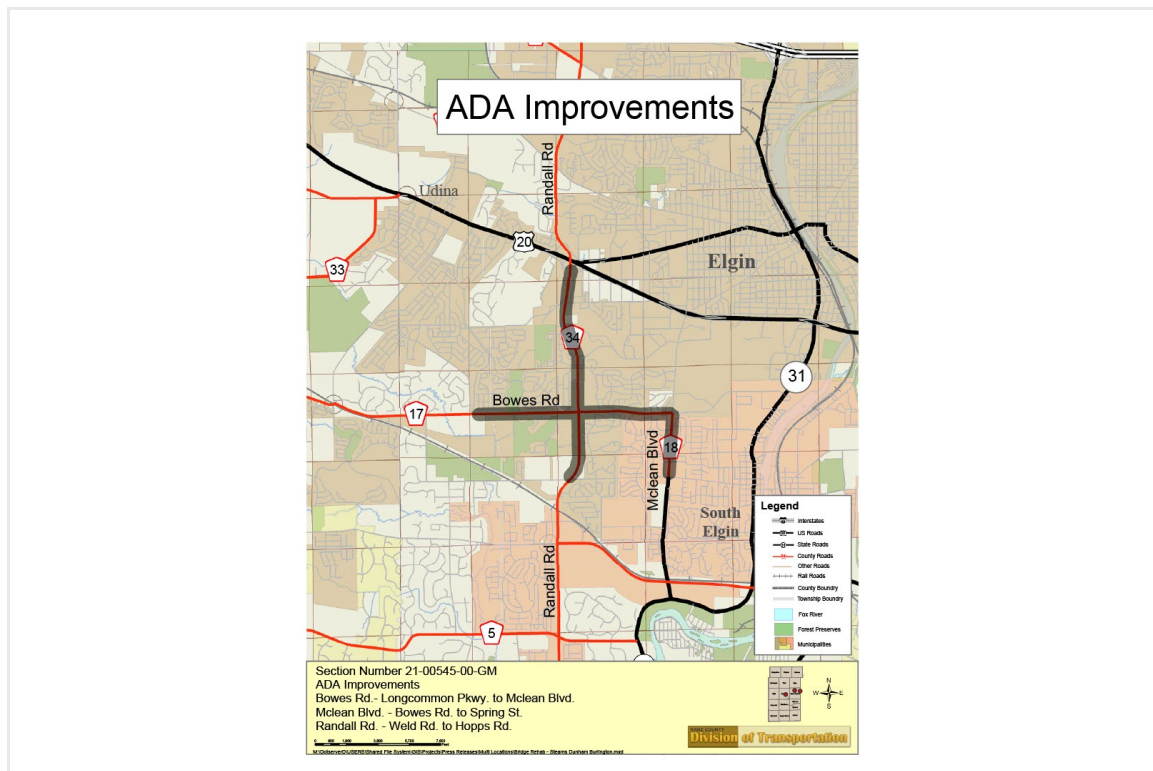 ADA Improvements
Randall Rd
Udina
20
Elgin
33
34
31
Bowes Rd
17
18
Mclean Blvd
South
Elgin
Randall Rd
5
Legend
Interstates
US Roads
State Roads
County Roads
Other Roads
Rail Roads
County Boundry
Township Boundry
Fox River
Forest Preserves
Municipalities
Section Number 21-00545-00-GM
ADA Improvements
Bowes Rd.- Longcommon Pkwy. to Mclean Blvd.
Mclean Blvd. - Bowes Rd. to Spring St.
Randall Rd. - Weld Rd. to Hopps Rd.
N
W E
S
Division of Transportation